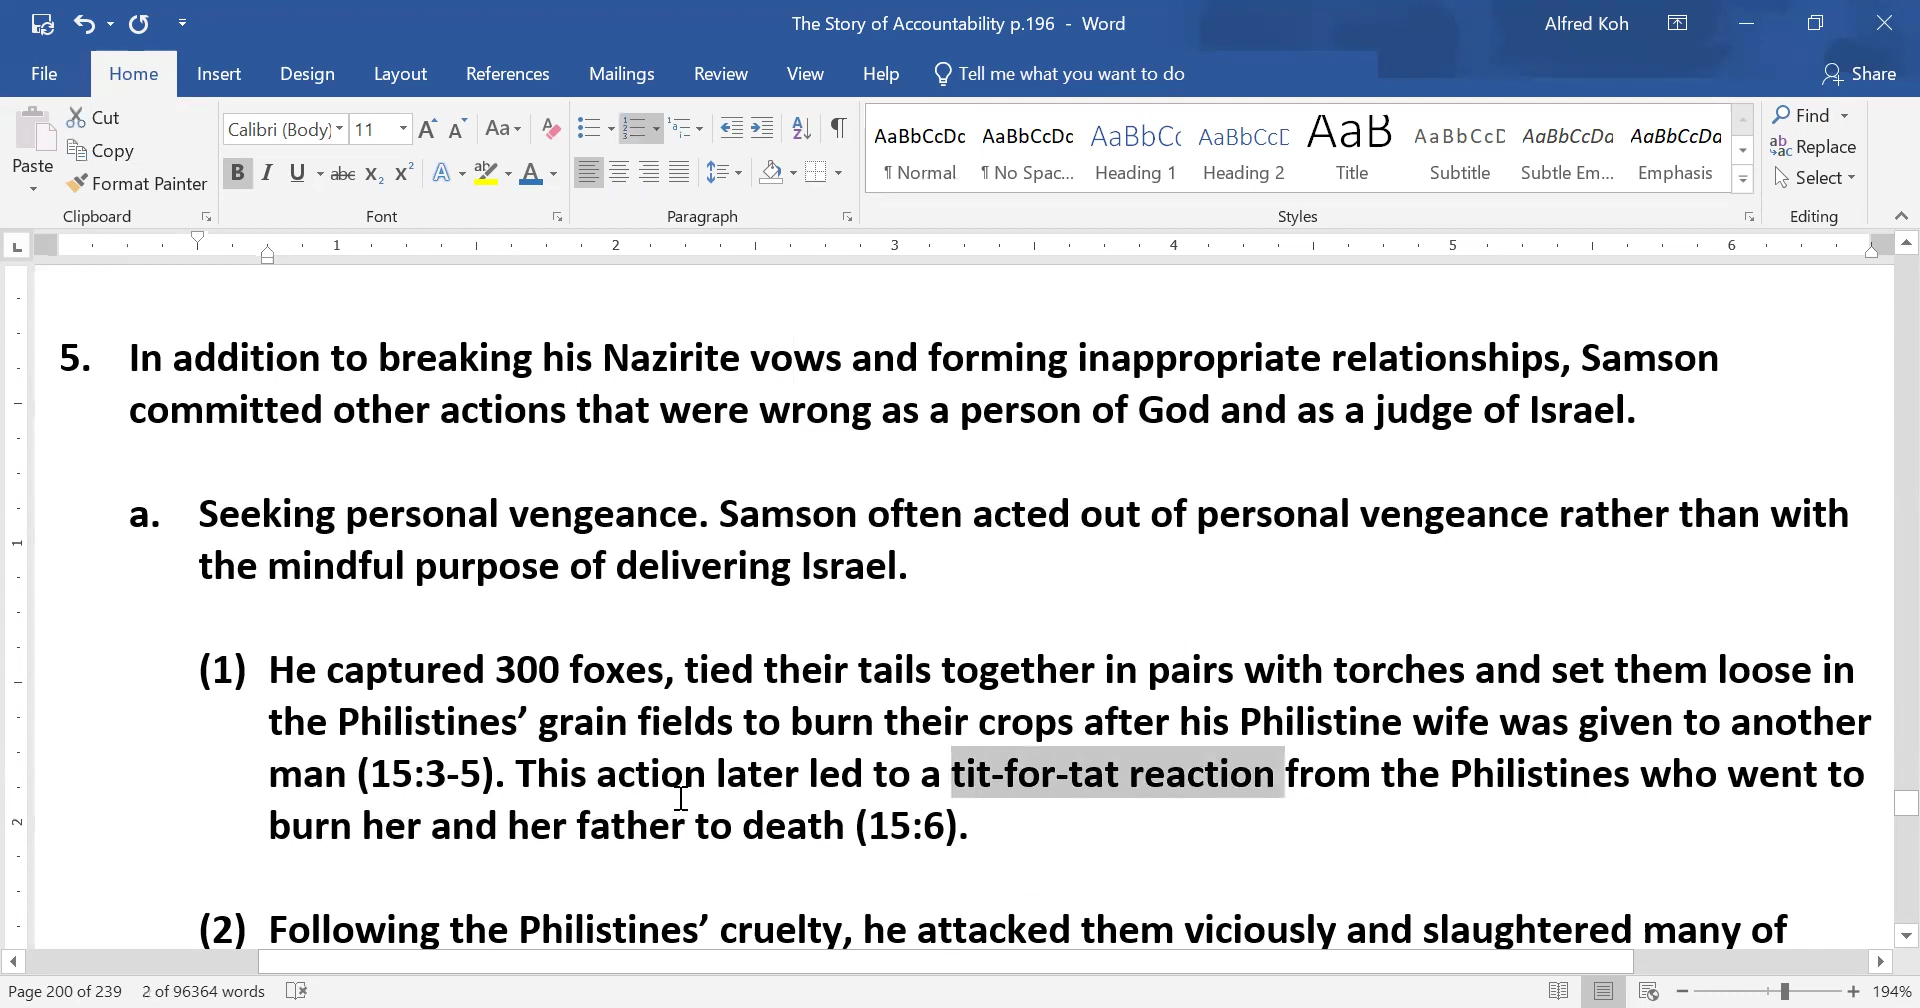 The Story of Accountability p.196 - Word
Alfred Koh
File Home Insert Design Layout References Mailings Review View Help Tell me what you want to do Share
Paste
Cut
Copy
Format Painter
Clipboard
Calibri (Body) 11
Font
Paragraph
AaBbCcDc AaBbCcDc AaBbCc AaBbCcD AaB AaBbCcD AaBbCcDa AaBbCcDa
¶ Normal ¶ No Spac... Heading 1 Heading 2 Title Subtitle Subtle Em... Emphasis
Styles
Find
Replace
Select
Editing
1 2 3 4 5 6
5. In addition to breaking his Nazirite vows and forming inappropriate relationships, Samson
committed other actions that were wrong as a person of God and as a judge of Israel.
a. Seeking personal vengeance. Samson often acted out of personal vengeance rather than with
the mindful purpose of delivering Israel.
(1) He captured 300 foxes, tied their tails together in pairs with torches and set them loose in
the Philistines’ grain fields to burn their crops after his Philistine wife was given to another
man (15:3-5). This action later led to a tit-for-tat reaction from the Philistines who went to
burn her and her father to death (15:6).
(2) Following the Philistines’ cruelty, he attacked them viciously and slaughtered many of
Page 200 of 239 2 of 96364 words
194%